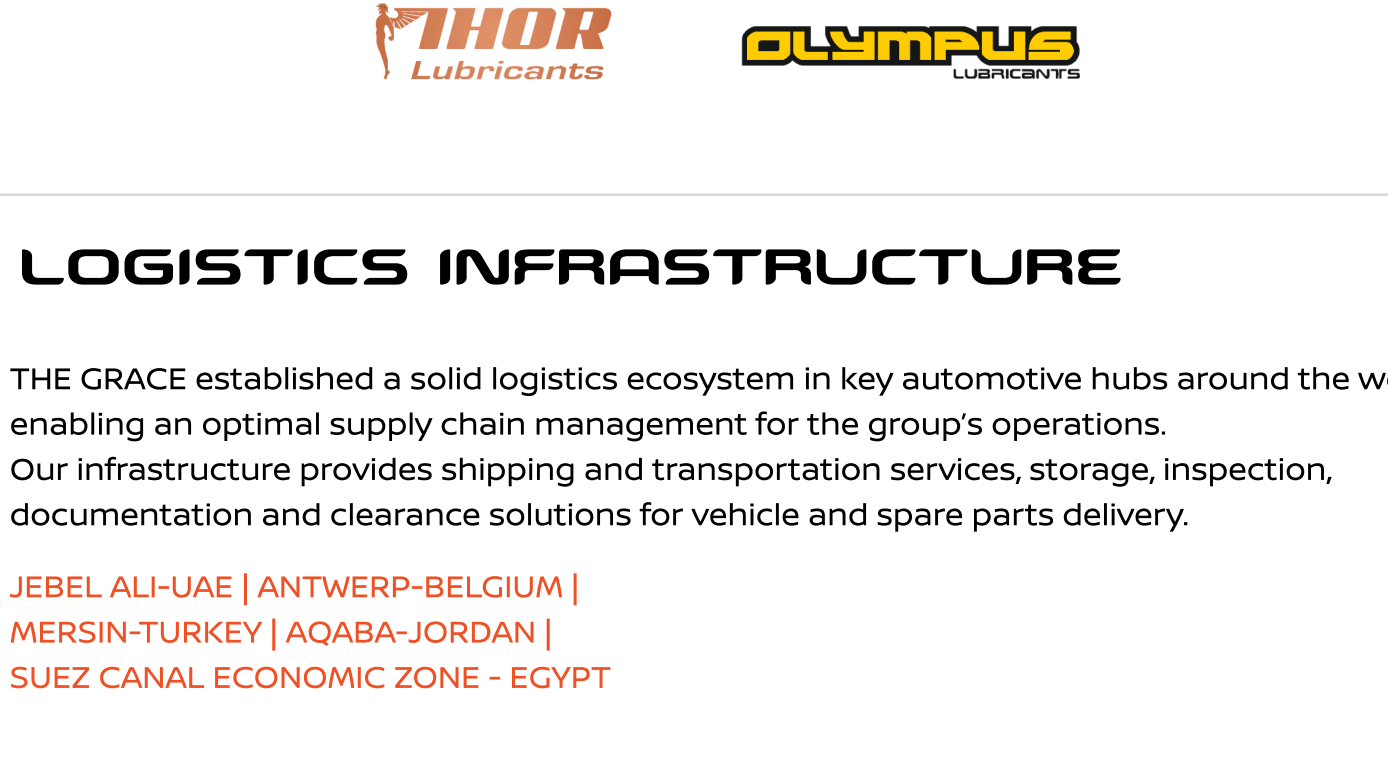 THOR
Lubricants
OLYMPUS
LUBRICANTS
LOGISTICS INFRASTRUCTURE
THE GRACE established a solid logistics ecosystem in key automotive hubs around the
enabling an optimal supply chain management for the group’s operations.
Our infrastructure provides shipping and transportation services, storage, inspection,
documentation and clearance solutions for vehicle and spare parts delivery.
JEBEL ALI-UAE | ANTWERP-BELGIUM |
MERSIN-TURKEY | AQABA-JORDAN |
SUEZ CANAL ECONOMIC ZONE - EGYPT